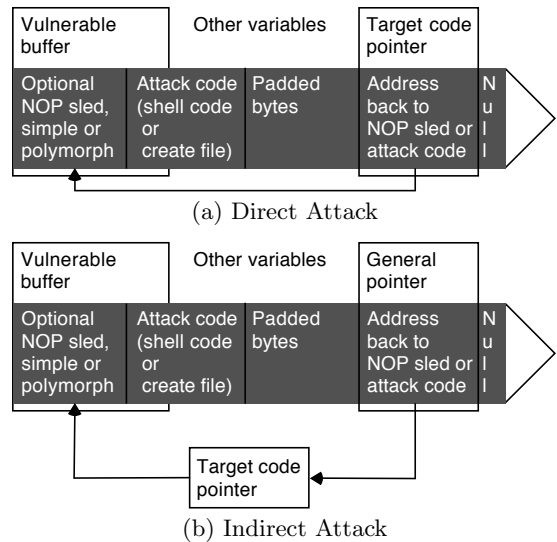 Vulnerable buffer
Other variables
Target code pointer
Optional NOP sled, simple or polymorph
Attack code (shell code or create file)
Padded bytes
Address back to NOP sled or attack code
Null
(a) Direct Attack
Vulnerable buffer
Other variables
General pointer
Optional NOP sled, simple or polymorph
Attack code (shell code or create file)
Padded bytes
Address back to NOP sled or attack code
Null
Target code pointer
(b) Indirect Attack